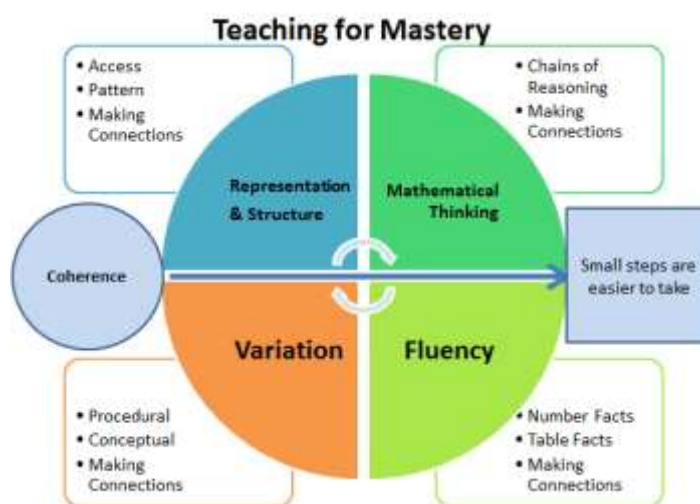 Teaching for Mastery
• Access
• Pattern
• Making
Connections
• Chains of
Reasoning
• Making
Connections
Representation
& Structure
Mathematical
Thinking
Coherence
Small steps are
easier to take
Variation
Fluency
• Procedural
• Conceptual
• Making
Connections
• Number Facts
• Table Facts
• Making
Connections